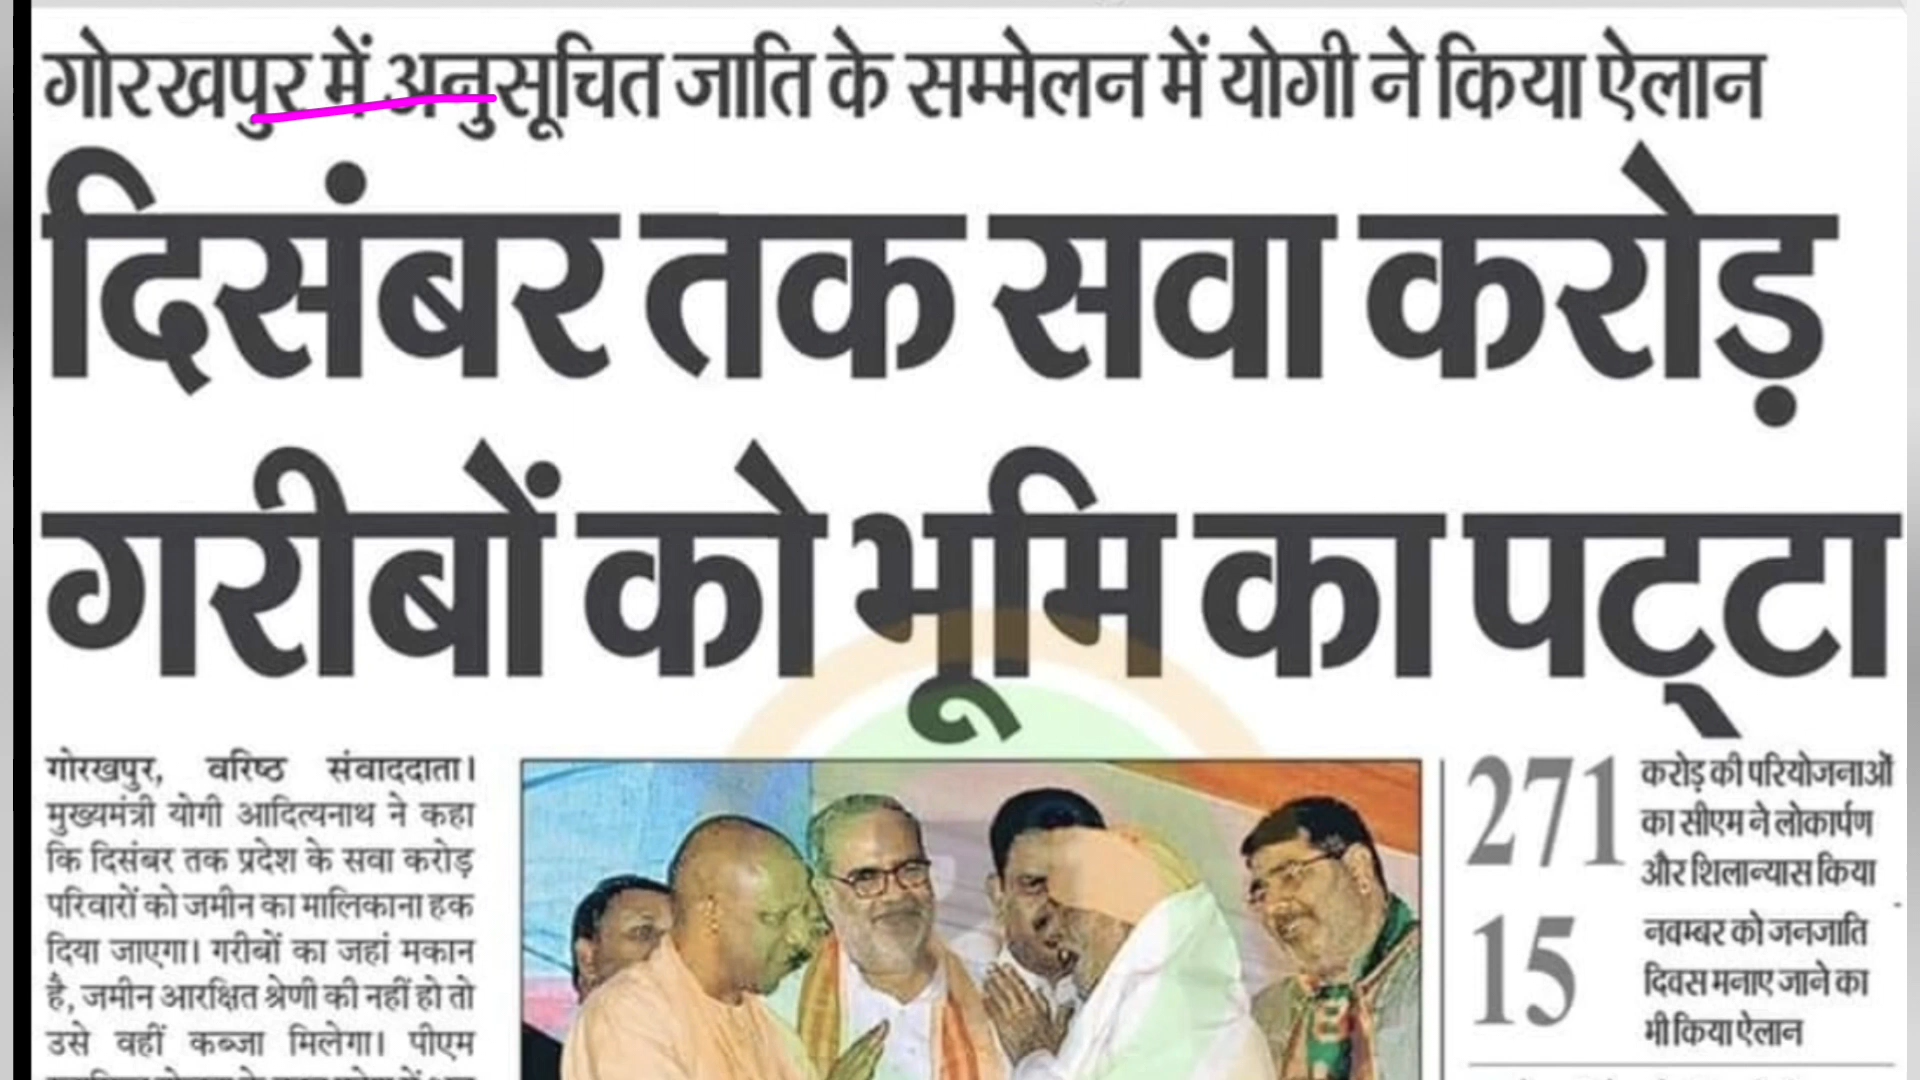 गोरखपुर में अनुसूचित जाति के सम्मेलन में योगी ने किया ऐलान
दिसंबर तक सवा करोड़
गरीबों को भूमि का पट्टा
गोरखपुर, वरिष्ठ संवाददाता।
मुख्यमंत्री योगी आदित्यनाथ ने कहा
कि दिसंबर तक प्रदेश के सवा करोड़
परिवारों को जमीन का मालिकाना हक
दिया जाएगा। गरीबों का जहां मकान
है, जमीन आरक्षित श्रेणी की नहीं हो तो
उसे वहीं कब्जा मिलेगा। पीएम
271
करोड़ की परियोजनाओं
का सीएम ने लोकार्पण
और शिलान्यास किया
15
नवम्बर को जनजाति
दिवस मनाए जाने का
भी किया ऐलान